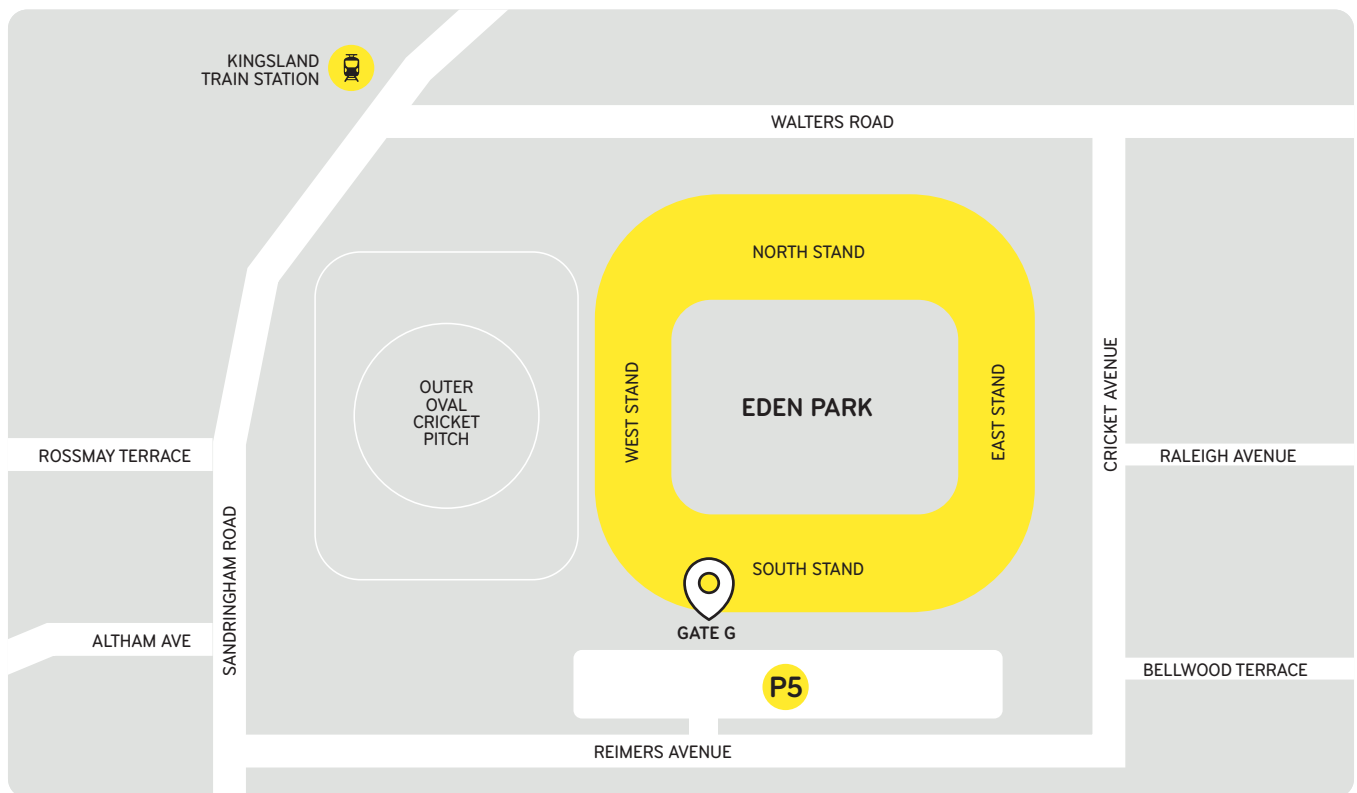 KINGSLAND
TRAIN STATION
WALTERS ROAD
NORTH STAND
OUTER
OVAL
CRICKET
PITCH
WEST STAND
EDEN PARK
EAST STAND
CRICKET AVENUE
ROSSMAY TERRACE
RALEIGH AVENUE
SANDRINGHAM ROAD
SOUTH STAND
GATE G
ALTHAM AVE
P5
BELLWOOD TERRACE
REIMERS AVENUE